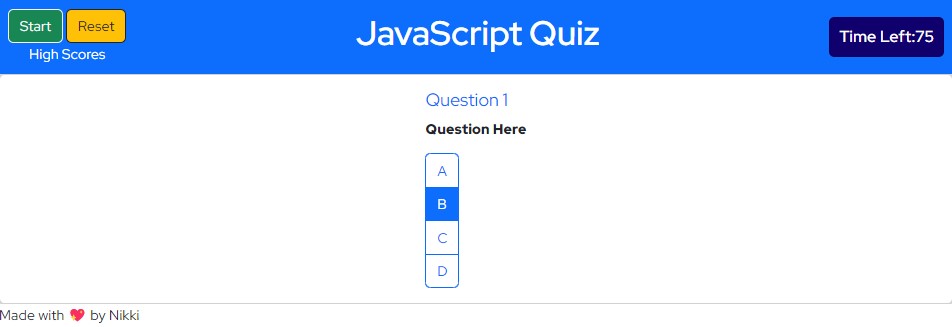 Start Reset
High Scores
JavaScript Quiz
Time Left:75
Question 1
Question Here
A
B
C
D
Made with 💖 by Nikki